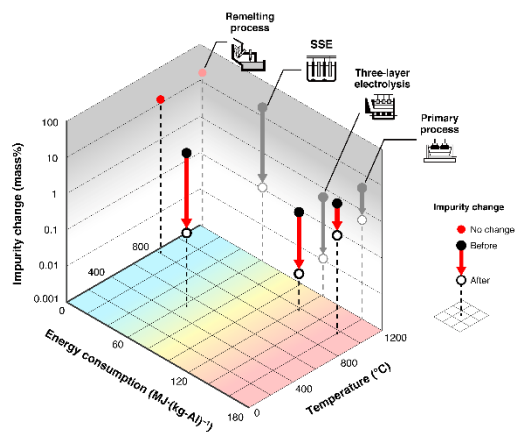 Remelting
process
SSE
Three-layer
electrolysis
Primary
process
Impurity change (mass%)
100
10
1
0.1
0.01
0.001
800
400
0
0
60
120
180
Energy consumption (MJ·(kg-Al)⁻¹)
0
400
800
1200
Temperature (°C)
Impurity change
No change
Before
After